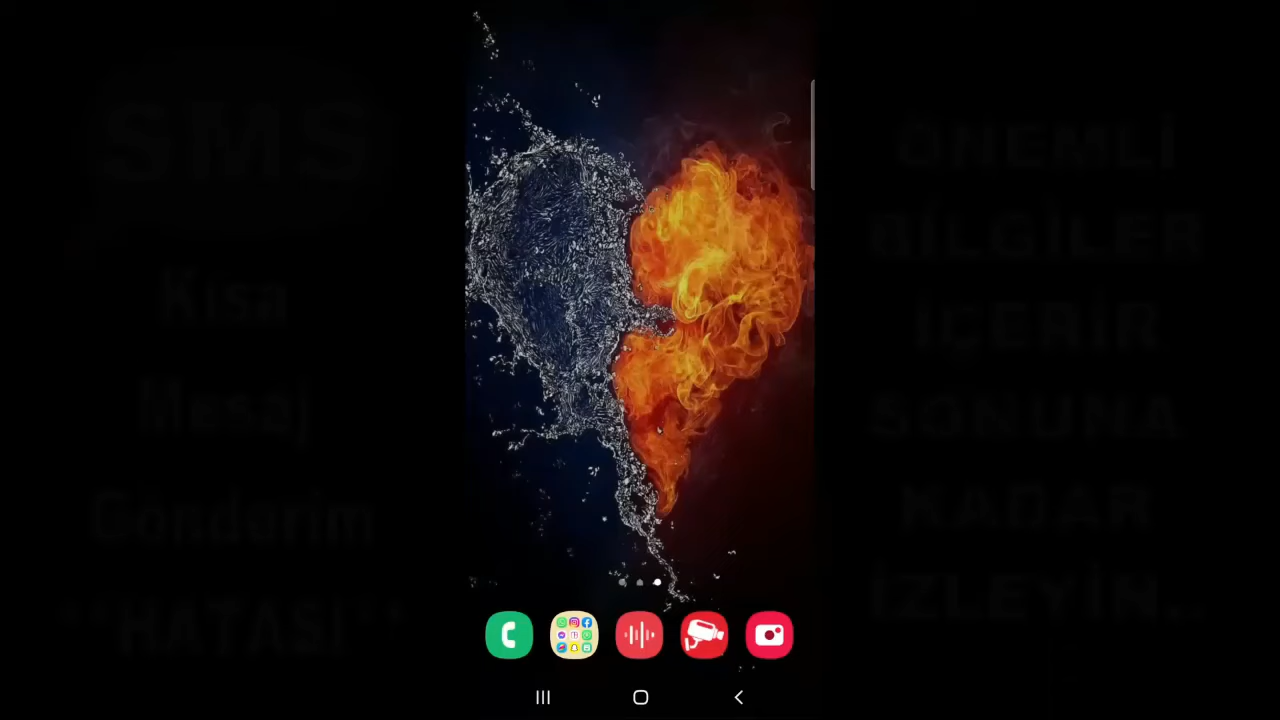 SMS
Kısa
Mesaj
Gönderim
"HATASI"
ÖNEMLİ
BİLGİLER
İÇERİR
SONUNA
KADAR
İZLEYİN..